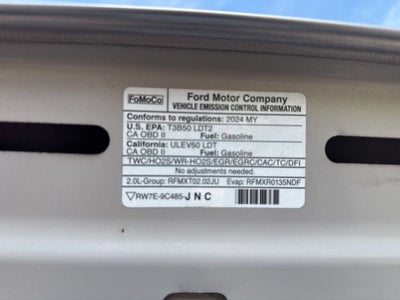 FoMoCo
Ford Motor Company
VEHICLE EMISSION CONTROL INFORMATION
Conforms to regulations: 2024 MY
U.S. EPA: T3B50 LDT2
CA OBD II Fuel: Gasoline
California: ULEV50 LDT
CA OBD II Fuel: Gasoline
TWC/HO2S/WR-HO2S/EGR/EGRC/CAC/TC/DFI
No adjustments needed.
2.0L-Group: RFMXT02.02JU Evap: RFMXR0135NDF
RW7E-9C485-JNC